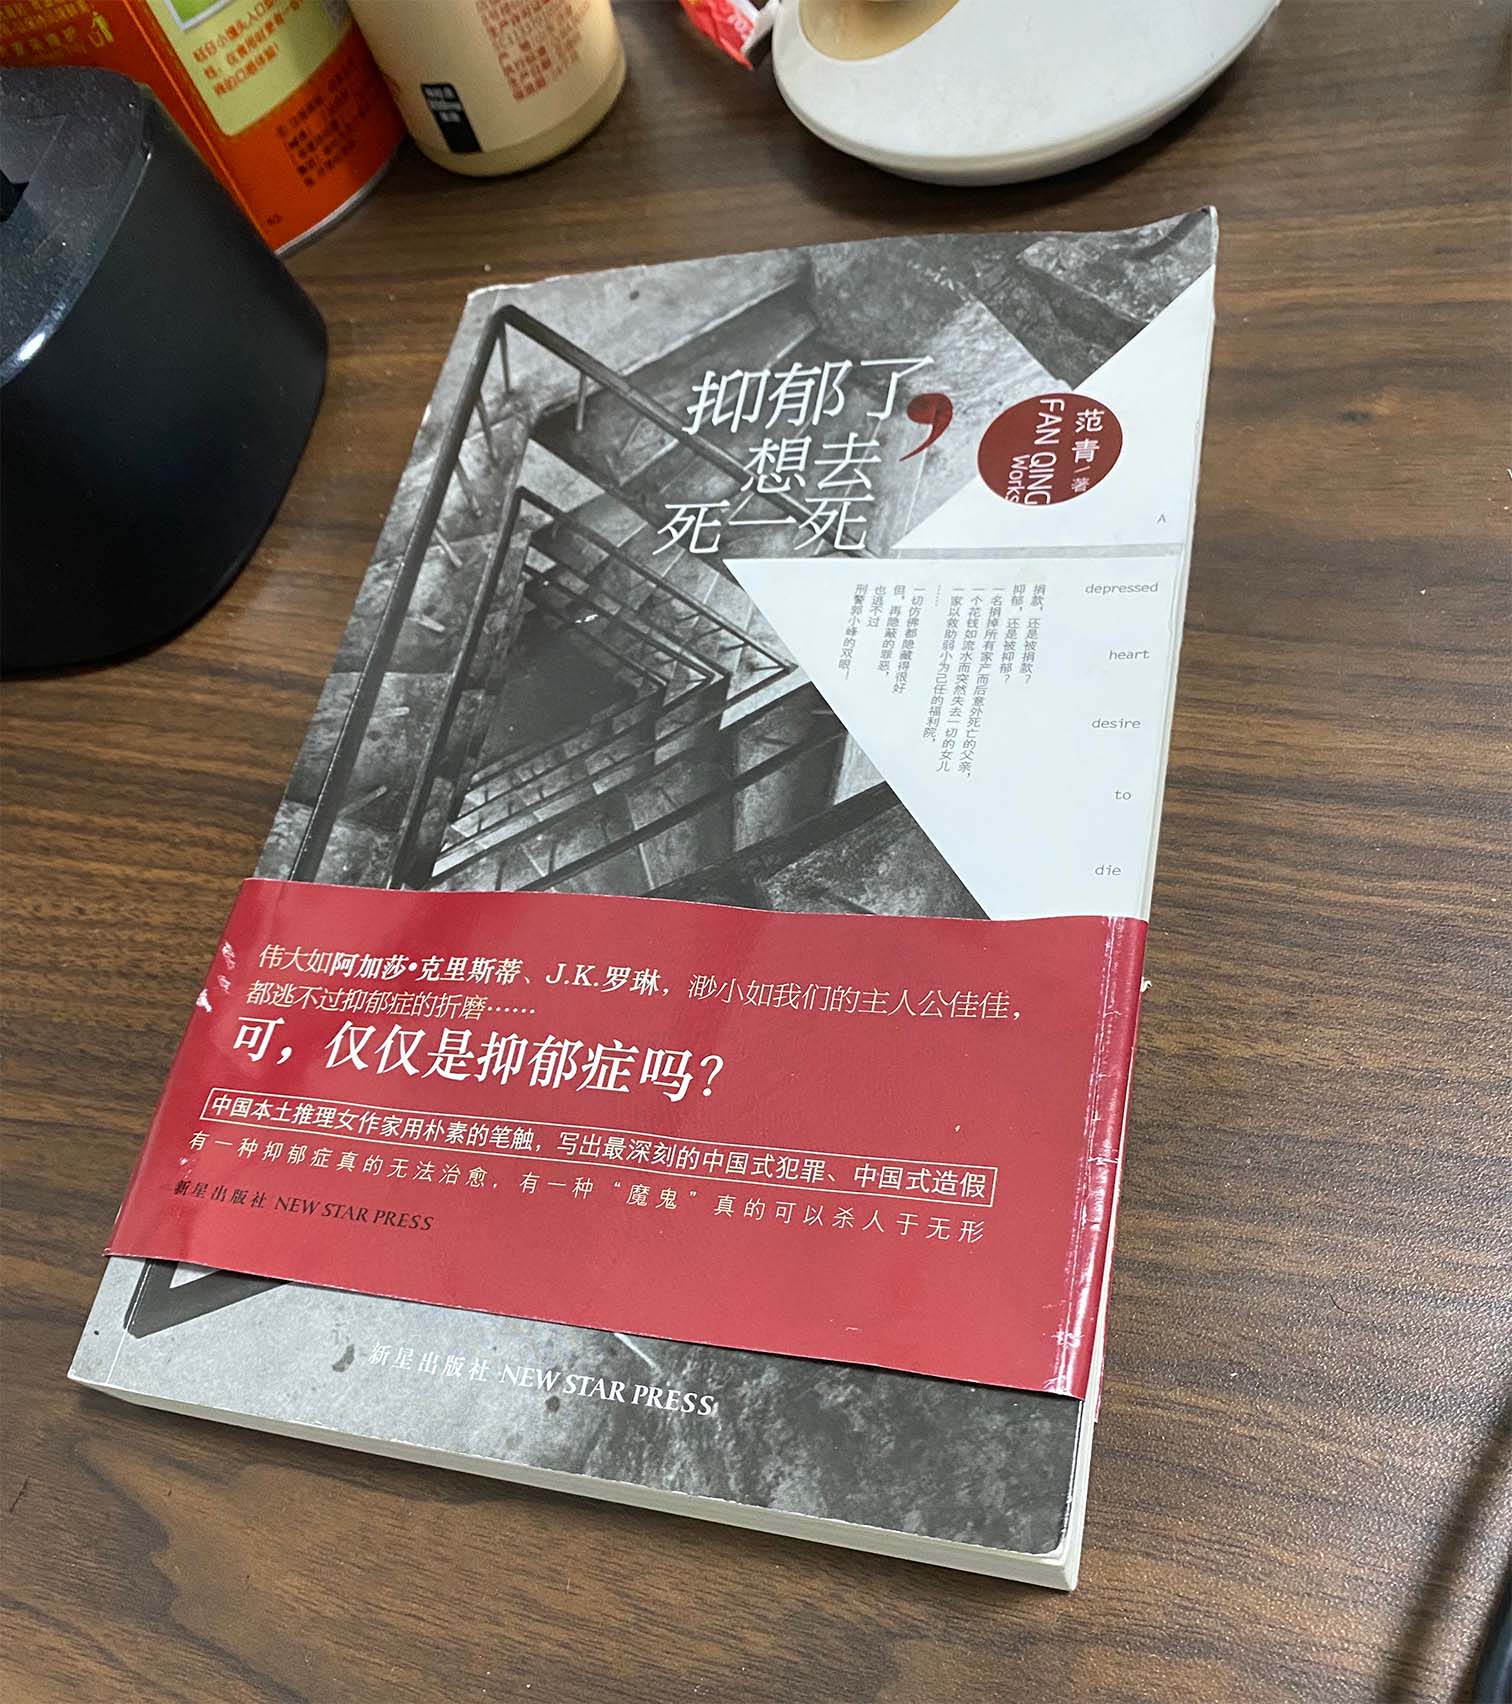 抑郁了，
想去
死一死
范青/著
FAN QING
Works
A
depressed
heart
desire
to
die
捐款，还是被捐款？
抑郁，还是被抑郁？
一名捐掉所有家产而后意外死亡的父亲，
一个花钱如流水而突然失去一切的女儿
一家以救助弱小为己任的福利院，
……
一切仿佛都隐藏得很好
但，再隐蔽的罪恶，
也逃不过
刑警郭小峰的双眼！
伟大如阿加莎·克里斯蒂、J.K.罗琳，渺小如我们的主人公佳佳，
都逃不过抑郁症的折磨……
可，仅仅是抑郁症吗？
中国本土推理女作家用朴素的笔触，写出最深刻的中国式犯罪、中国式造假
有一种抑郁症真的无法治愈，有一种“魔鬼”真的可以杀人于无形
新星出版社 NEW STAR PRESS
新星出版社 NEW STAR PRESS